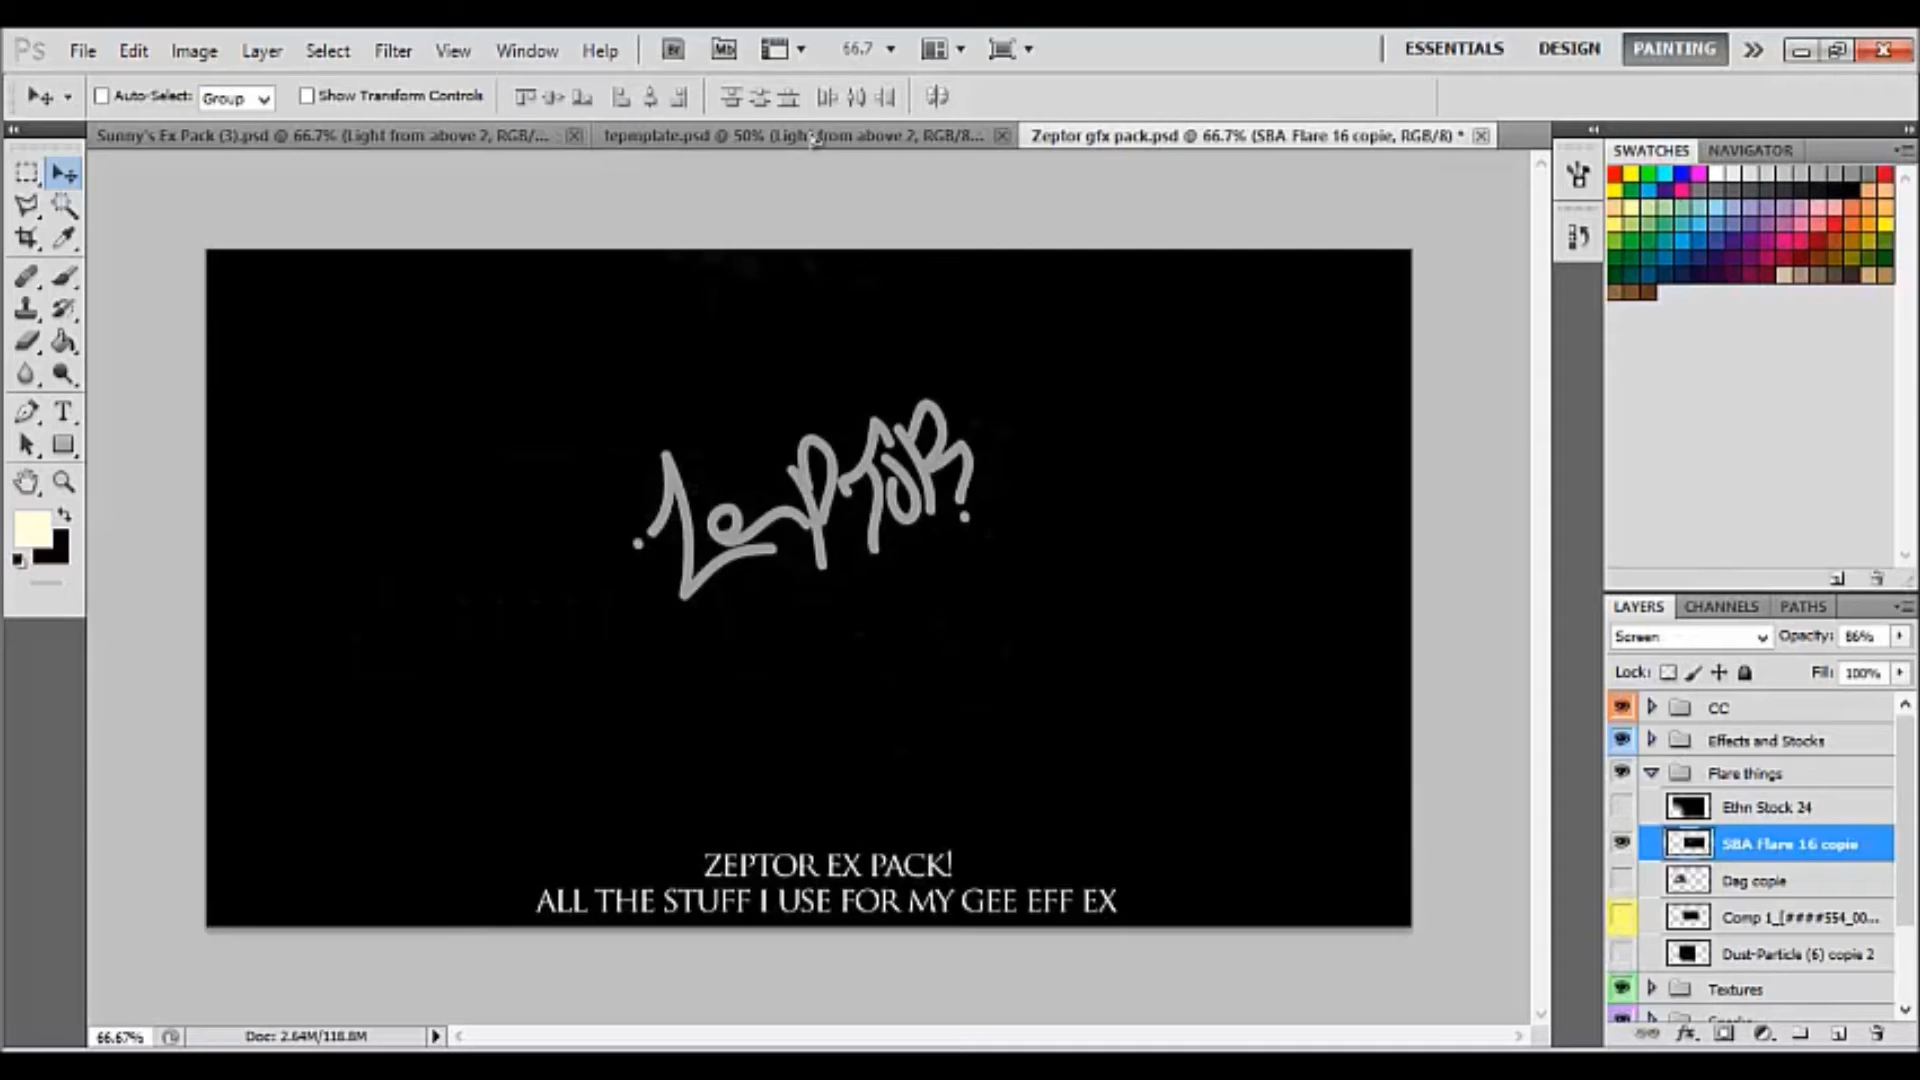 Ps File Edit Image Layer Select Filter View Window Help Br Mb 66.7 ESSENTIALS DESIGN PAINTING
Auto-Select: Group Show Transform Controls
Sunny's Ex Pack (3).psd @ 66.7% (Light from above 2, RGB/... tepmplate.psd @ 50% (Light from above 2, RGB/8... Zeptor gfx pack.psd @ 66.7% (SBA Flare 16 copie, RGB/8) *
SWATCHES NAVIGATOR
ZEPTOR
ZEPTOR EX PACK!
ALL THE STUFF I USE FOR MY GEE EFF EX
LAYERS CHANNELS PATHS
Screen Opacity: 86%
Lock: Fill: 100%
CC
Effects and Stocks
Flare things
Ethn Stock 24
SBA Flare 16 copie
Dag copie
Comp 1_[####554_00...
Dust-Particle (6) copie 2
Textures
66.67% Doc: 2.64M/118.8M